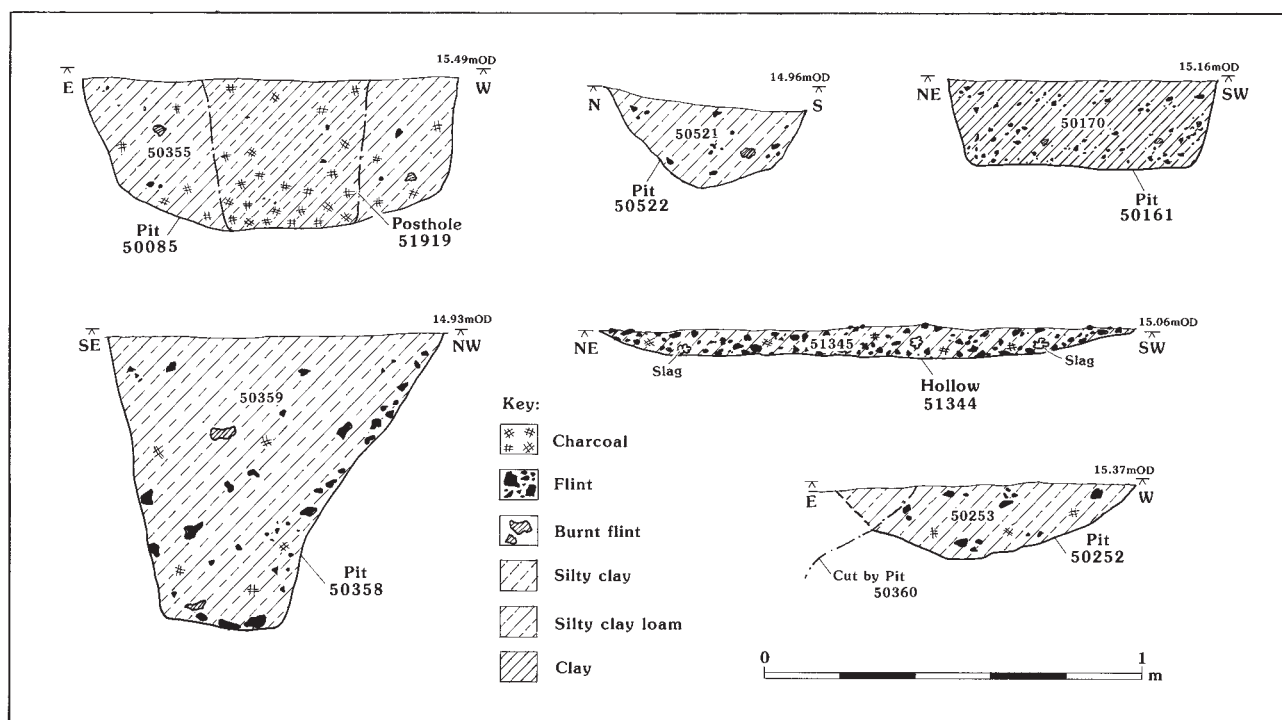 15.49mOD
E
W
50355
Pit
50085
Posthole
51919
14.96mOD
N
S
50521
Pit
50522
15.16mOD
NE
SW
50170
Pit
50161
14.93mOD
SE
NW
50359
Pit
50358
15.06mOD
NE
SW
51345
Slag
Slag
Hollow
51344
Key:
Charcoal
Flint
Burnt flint
Silty clay
Silty clay loam
Clay
15.37mOD
E
W
50253
Pit
50252
Cut by Pit
50360
0
1
m